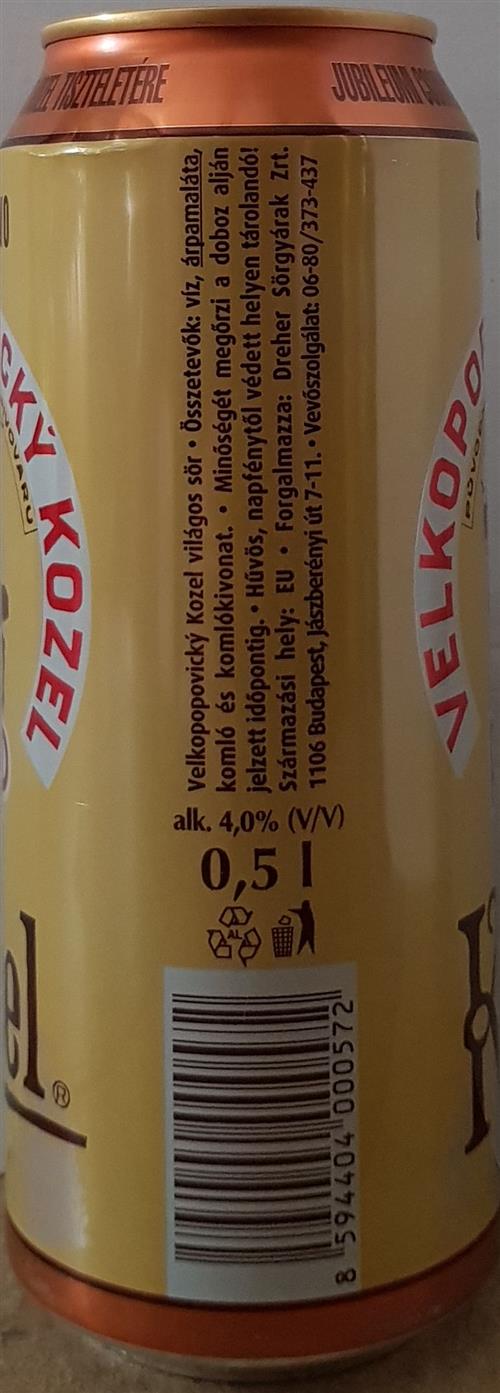 TISZTELETÉRE
JUBILEUMI
CKÝ KOZEL
VELKOPO
Velkopopovický Kozel világos sör • Összetevők: víz, árpamaláta,
komló és komlókivonat. • Minőségét megőrzi a doboz alján
jelzett időpontig. • Hűvös, napfénytől védett helyen tárolandó!
Származási hely: EU • Forgalmazza: Dreher Sörgyárak Zrt.
1106 Budapest, Jászberényi út 7-11. • Vevőszolgálat: 06-80/373-437
alk. 4,0% (V/V)
0,5 l
AL
el®
8 594404 000572